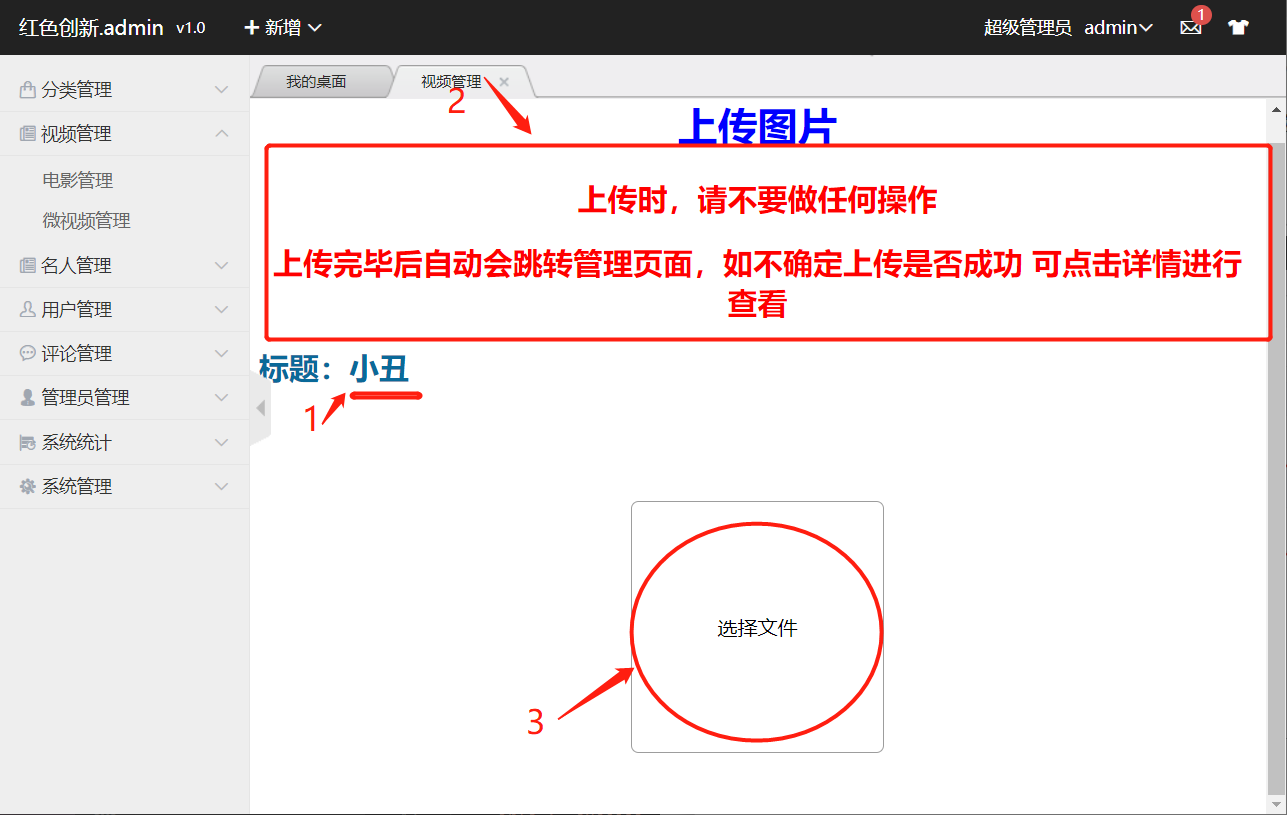 红色创新.admin v1.0 新增 超级管理员 admin 1
我的桌面 视频管理
分类管理
视频管理
电影管理
微视频管理
名人管理
用户管理
评论管理
管理员管理
系统统计
系统管理
2
上传图片
上传时，请不要做任何操作
上传完毕后自动会跳转管理页面，如不确定上传是否成功 可点击详情进行
查看
标题：小丑
1
选择文件
3